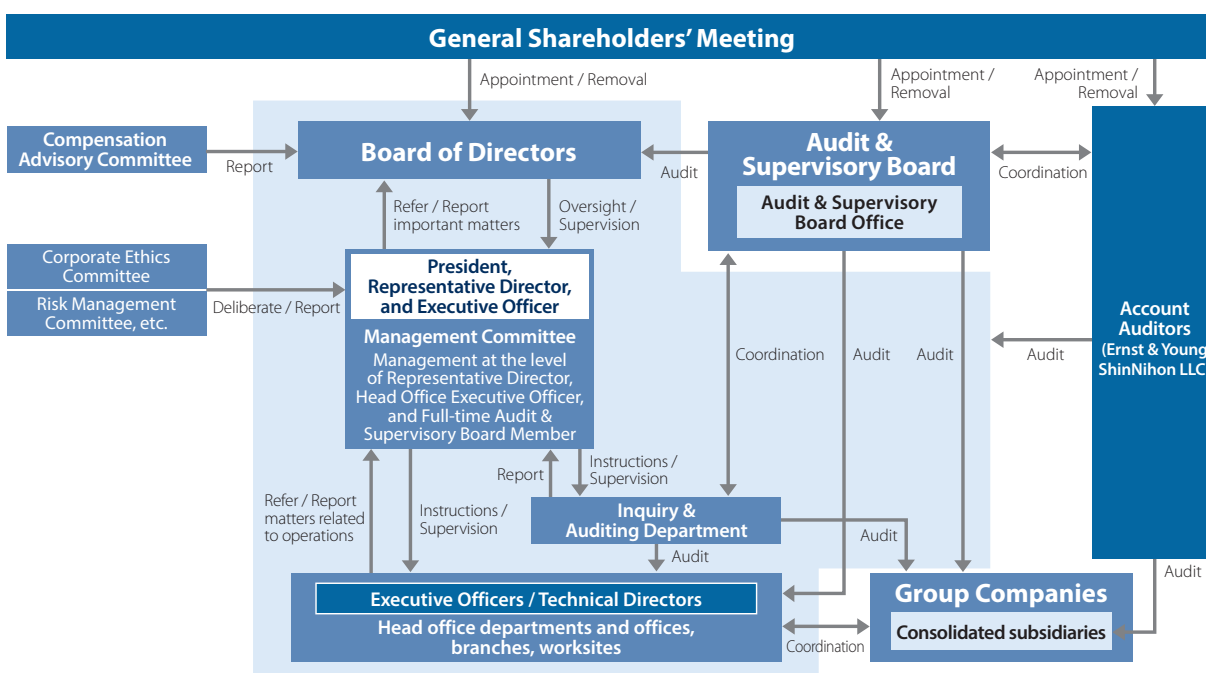 General Shareholders' Meeting
Appointment / Removal
Appointment /
Removal
Appointment /
Removal
Compensation
Advisory Committee
Report
Board of Directors
Audit
Audit &
Supervisory Board
Audit & Supervisory
Board Office
Coordination
Refer / Report
important matters
Oversight /
Supervision
Corporate Ethics
Committee
Risk Management
Committee, etc.
Deliberate / Report
President,
Representative Director,
and Executive Officer
Management Committee
Management at the level
of Representative Director,
Head Office Executive Officer,
and Full-time Audit &
Supervisory Board Member
Coordination
Audit
Audit
Audit
Account
Auditors
(Ernst & Young
ShinNihon LLC
Refer / Report
matters related
to operations
Instructions /
Supervision
Report
Instructions /
Supervision
Inquiry &
Auditing Department
Audit
Audit
Audit
Executive Officers / Technical Directors
Head office departments and offices,
branches, worksites
Coordination
Group Companies
Consolidated subsidiaries